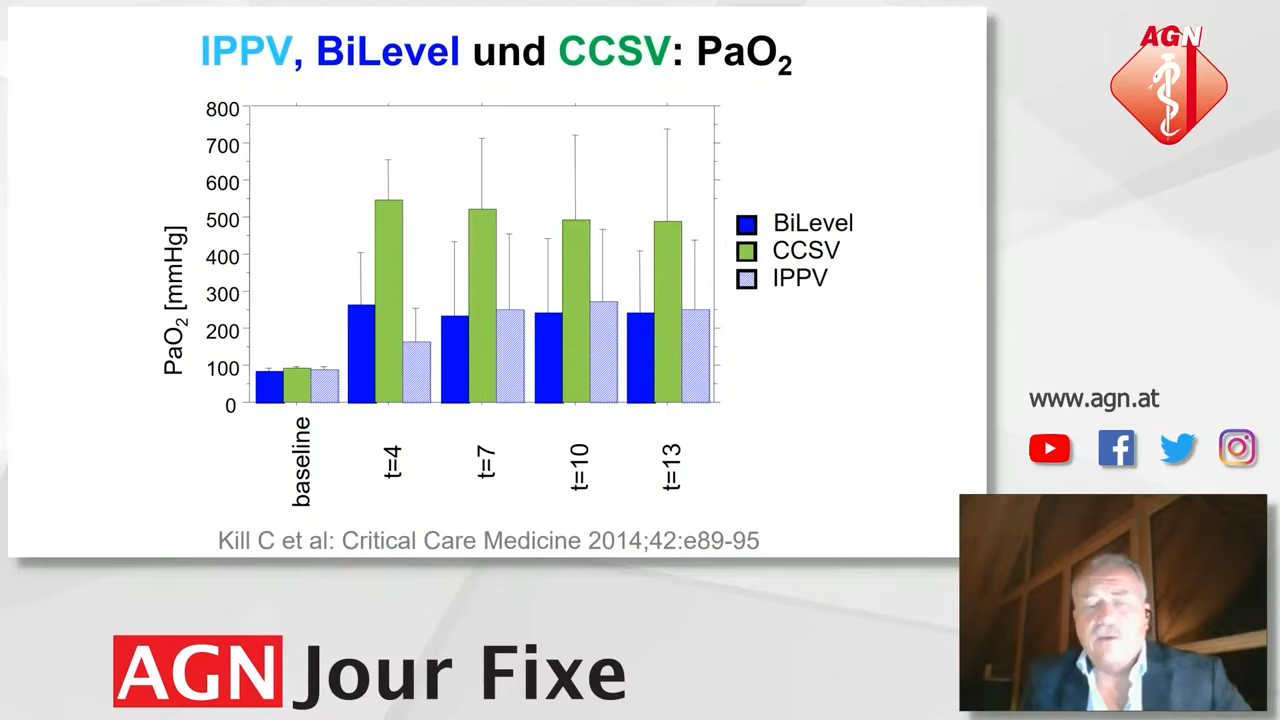 IPPV, BiLevel und CCSV: PaO₂
AGN
800
700
600
500
400
300
200
100
0
PaO₂ [mmHg]
baseline
t=4
t=7
t=10
t=13
BiLevel
CCSV
IPPV
Kill C et al: Critical Care Medicine 2014;42:e89-95
www.agn.at
AGN Jour Fixe